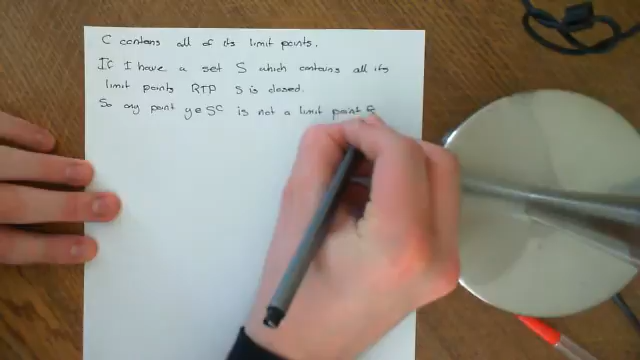 C contans all of its limit points.
If I have a set S which contains all its
limit points RTP S is closed.
So any point y ∈ Sᶜ is not a limit point